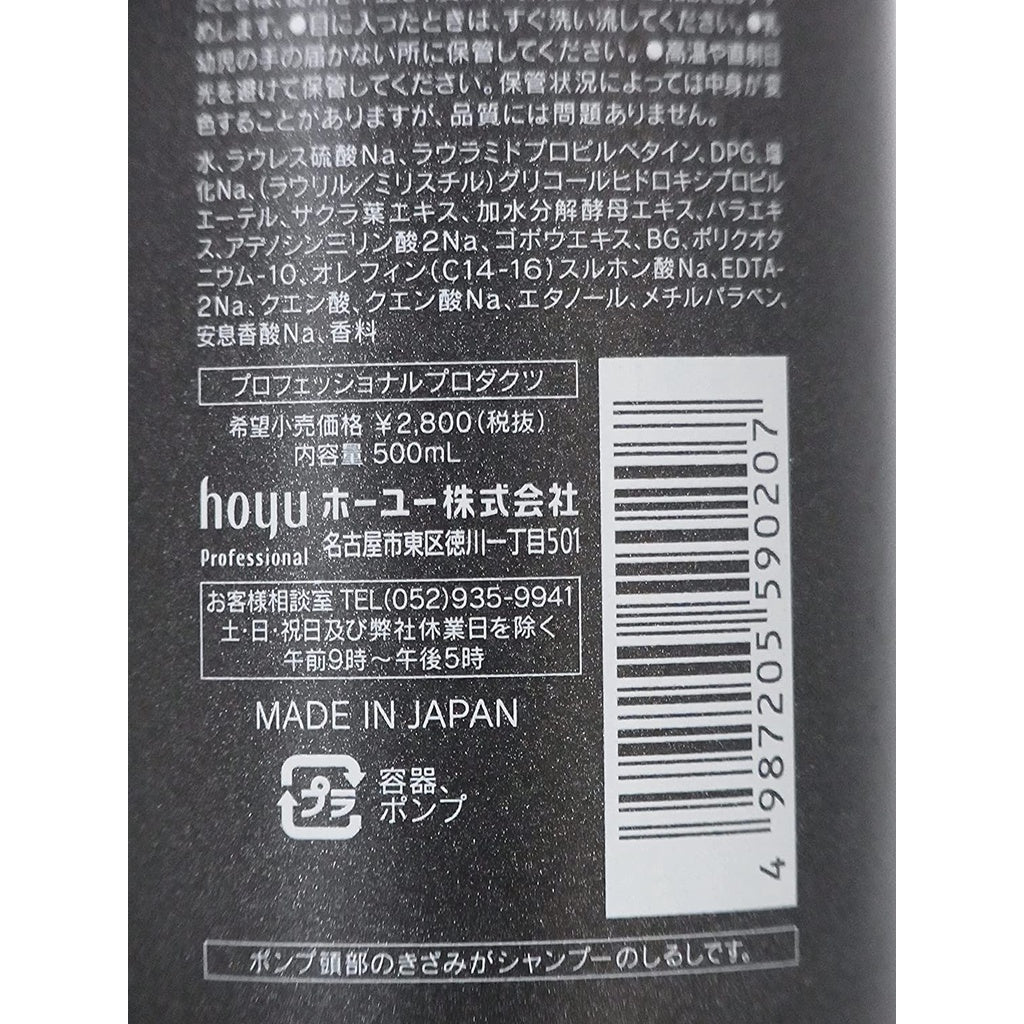 めします。●目に入ったときは、すぐ洗い流してください。●乳
幼児の手の届かない所に保管してください。●高温や直射日
光を避けて保管してください。保管状況によっては中身が変
色することがありますが、品質には問題ありません。
水、ラウレス硫酸Na、ラウラミドプロピルベタイン、DPG、塩
化Na、(ラウリル/ミリスチル)グリコールヒドロキシプロピル
エーテル、サクラ葉エキス、加水分解酵母エキス、バラエキ
ス、アデノシン三リン酸2Na、ゴボウエキス、BG、ポリクオタ
ニウム-10、オレフィン(C14-16)スルホン酸Na、EDTA-
2Na、クエン酸、クエン酸Na、エタノール、メチルパラベン、
安息香酸Na、香料
プロフェッショナルプロダクツ
希望小売価格 ¥2,800(税抜)
内容量 500mL
hoyu ホーユー株式会社
Professional 名古屋市東区徳川一丁目501
お客様相談室 TEL(052)935-9941
土・日・祝日及び弊社休業日を除く
午前9時~午後5時
MADE IN JAPAN
プラ 容器、
ポンプ
4 987205 590207
ポンプ頭部のきざみがシャンプーのしるしです。